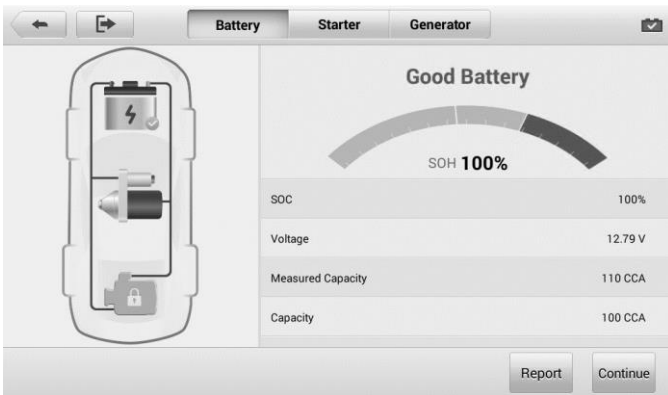 Battery Starter Generator
Good Battery
SOH 100%
SOC 100%
Voltage 12.79 V
Measured Capacity 110 CCA
Capacity 100 CCA
Report Continue